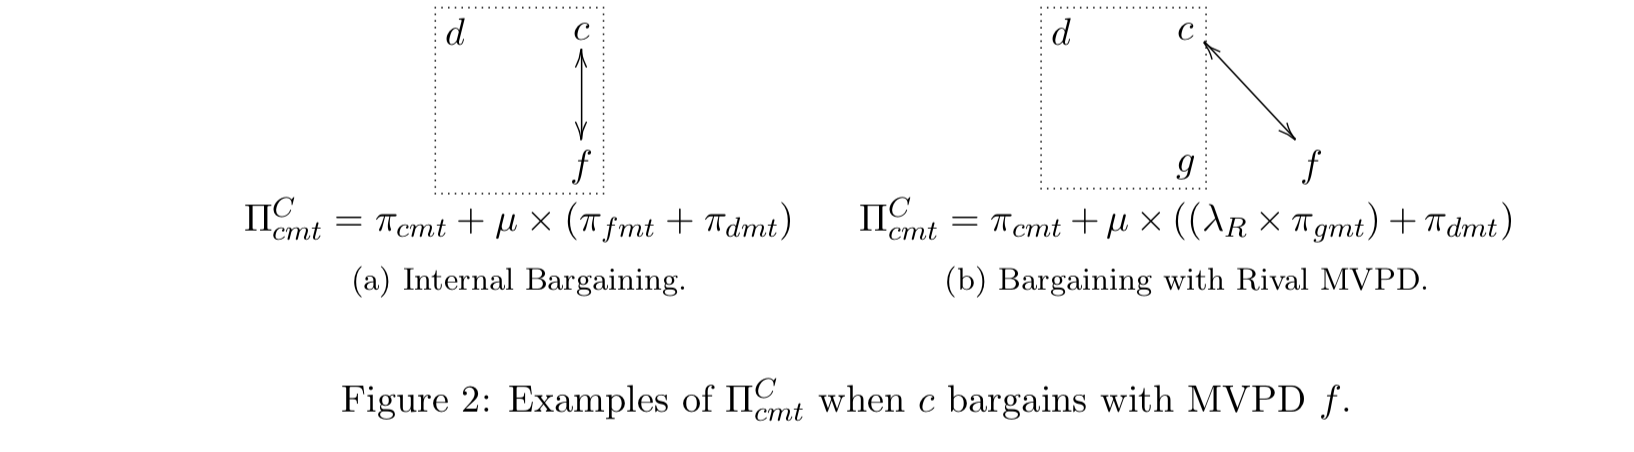 d c d c
f g f
Π^C_{cmt} = π_{cmt} + μ × (π_{fmt} + π_{dmt}) Π^C_{cmt} = π_{cmt} + μ × ((λ_R × π_{gmt}) + π_{dmt})
(a) Internal Bargaining. (b) Bargaining with Rival MVPD.
Figure 2: Examples of Π^C_{cmt} when c bargains with MVPD f.